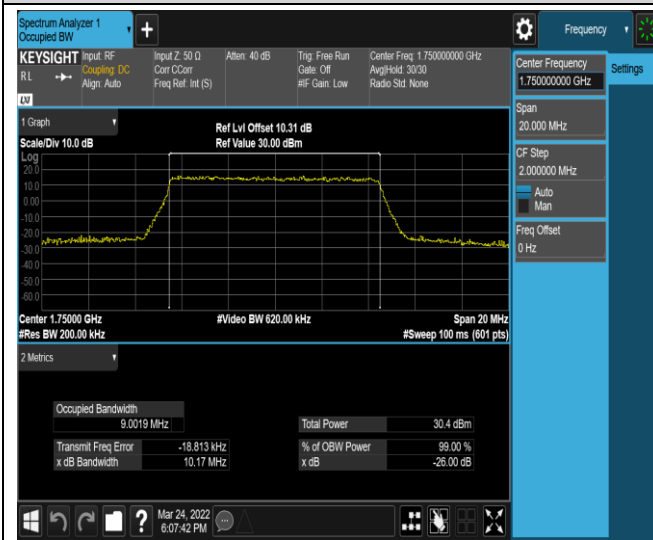 Spectrum Analyzer 1
Occupied BW
+
Frequency
KEYSIGHT
RL
LXI
Input: RF
Coupling: DC
Align: Auto
Input Z: 50 Ω
Corr CCorr
Freq Ref: Int (S)
Atten: 40 dB
Trig: Free Run
Gate: Off
#IF Gain: Low
Center Freq: 1.750000000 GHz
Avg|Hold: 30/30
Radio Std: None
Center Frequency
1.750000000 GHz
Settings
Span
20.000 MHz
CF Step
2.000000 MHz
Auto
Man
Freq Offset
0 Hz
1 Graph
Scale/Div 10.0 dB
Ref Lvl Offset 10.31 dB
Ref Value 30.00 dBm
Log
20.0
10.0
0.00
-10.0
-20.0
-30.0
-40.0
-50.0
-60.0
Center 1.75000 GHz
#Res BW 200.00 kHz
#Video BW 620.00 kHz
Span 20 MHz
#Sweep 100 ms (601 pts)
2 Metrics
Occupied Bandwidth
9.0019 MHz
Total Power 30.4 dBm
Transmit Freq Error -18.813 kHz
% of OBW Power 99.00 %
x dB Bandwidth 10.17 MHz
x dB -26.00 dB
?
Mar 24, 2022
6:07:42 PM